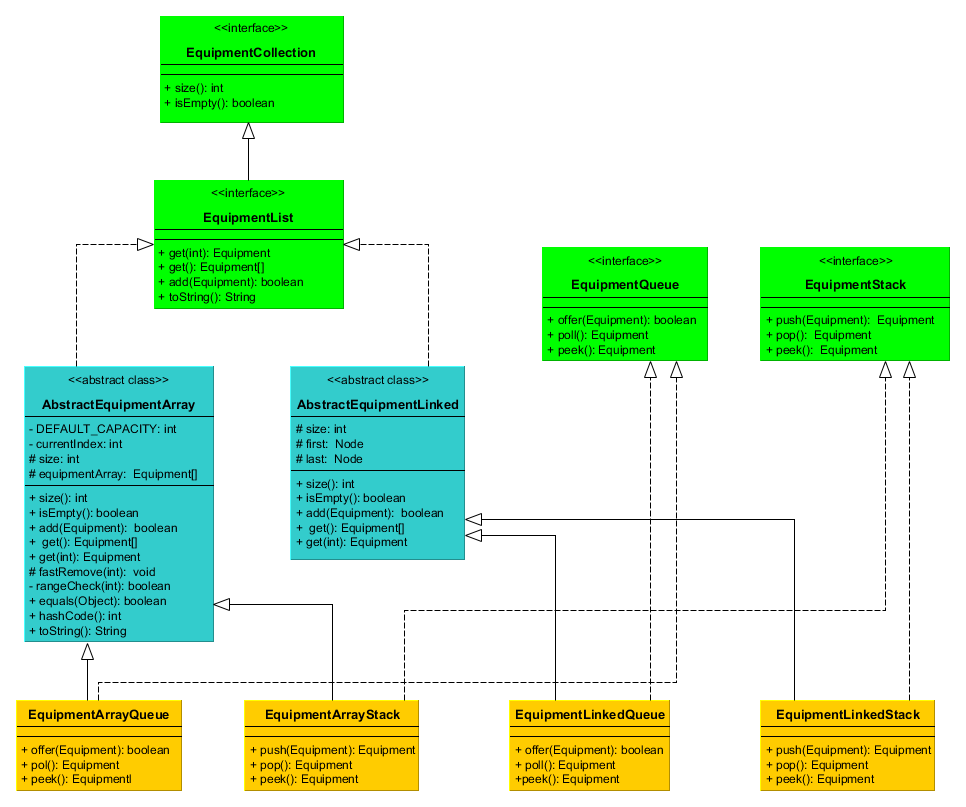 <<interface>>
EquipmentCollection
+ size(): int
+ isEmpty(): boolean
<<interface>>
EquipmentList
+ get(int): Equipment
+ get(): Equipment[]
+ add(Equipment): boolean
+ toString(): String
<<interface>>
EquipmentQueue
+ offer(Equipment): boolean
+ poll(): Equipment
+ peek(): Equipment
<<interface>>
EquipmentStack
+ push(Equipment): Equipment
+ pop(): Equipment
+ peek(): Equipment
<<abstract class>>
AbstractEquipmentArray
- DEFAULT_CAPACITY: int
- currentIndex: int
# size: int
# equipmentArray: Equipment[]
+ size(): int
+ isEmpty(): boolean
+ add(Equipment): boolean
+ get(): Equipment[]
+ get(int): Equipment
# fastRemove(int): void
- rangeCheck(int): boolean
+ equals(Object): boolean
+ hashCode(): int
+ toString(): String
<<abstract class>>
AbstractEquipmentLinked
# size: int
# first: Node
# last: Node
+ size(): int
+ isEmpty(): boolean
+ add(Equipment): boolean
+ get(): Equipment[]
+ get(int): Equipment
EquipmentArrayQueue
+ offer(Equipment): boolean
+ pol(): Equipment
+ peek(): Equipmentl
EquipmentArrayStack
+ push(Equipment): Equipment
+ pop(): Equipment
+ peek(): Equipment
EquipmentLinkedQueue
+ offer(Equipment): boolean
+ poll(): Equipment
+peek(): Equipment
EquipmentLinkedStack
+ push(Equipment): Equipment
+ pop(): Equipment
+ peek(): Equipment